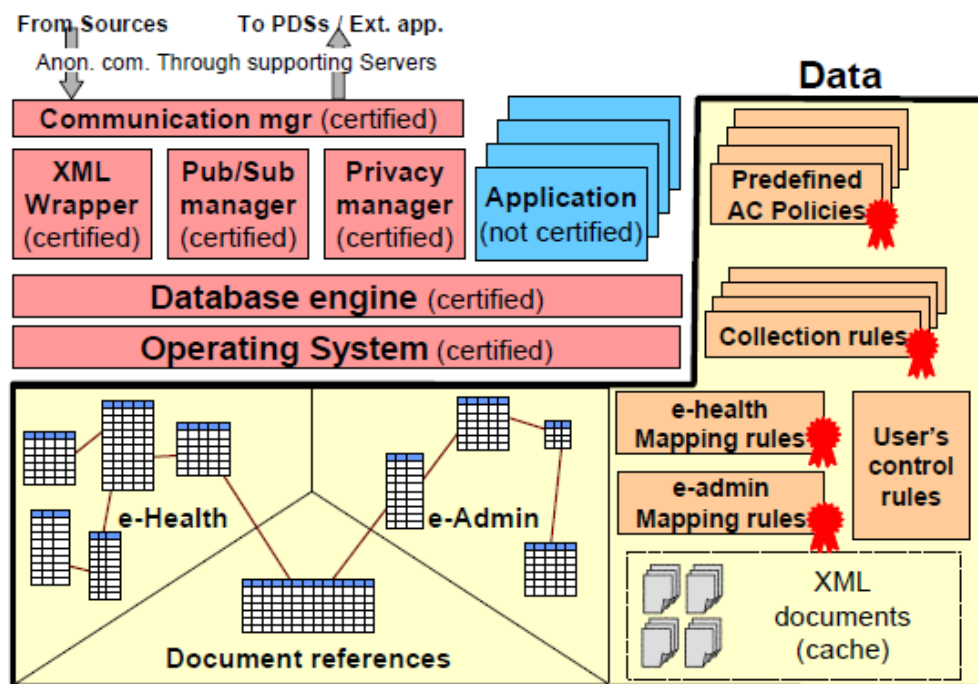 From Sources
To PDSs / Ext. app.
Anon. com. Through supporting Servers
Data
Communication mgr (certified)
XML
Wrapper
(certified)
Pub/Sub
manager
(certified)
Privacy
manager
(certified)
Application
(not certified)
Predefined
AC Policies
Database engine (certified)
Operating System (certified)
Collection rules
e-health
Mapping rules
e-admin
Mapping rules
User's
control
rules
e-Health
e-Admin
Document references
XML
documents
(cache)